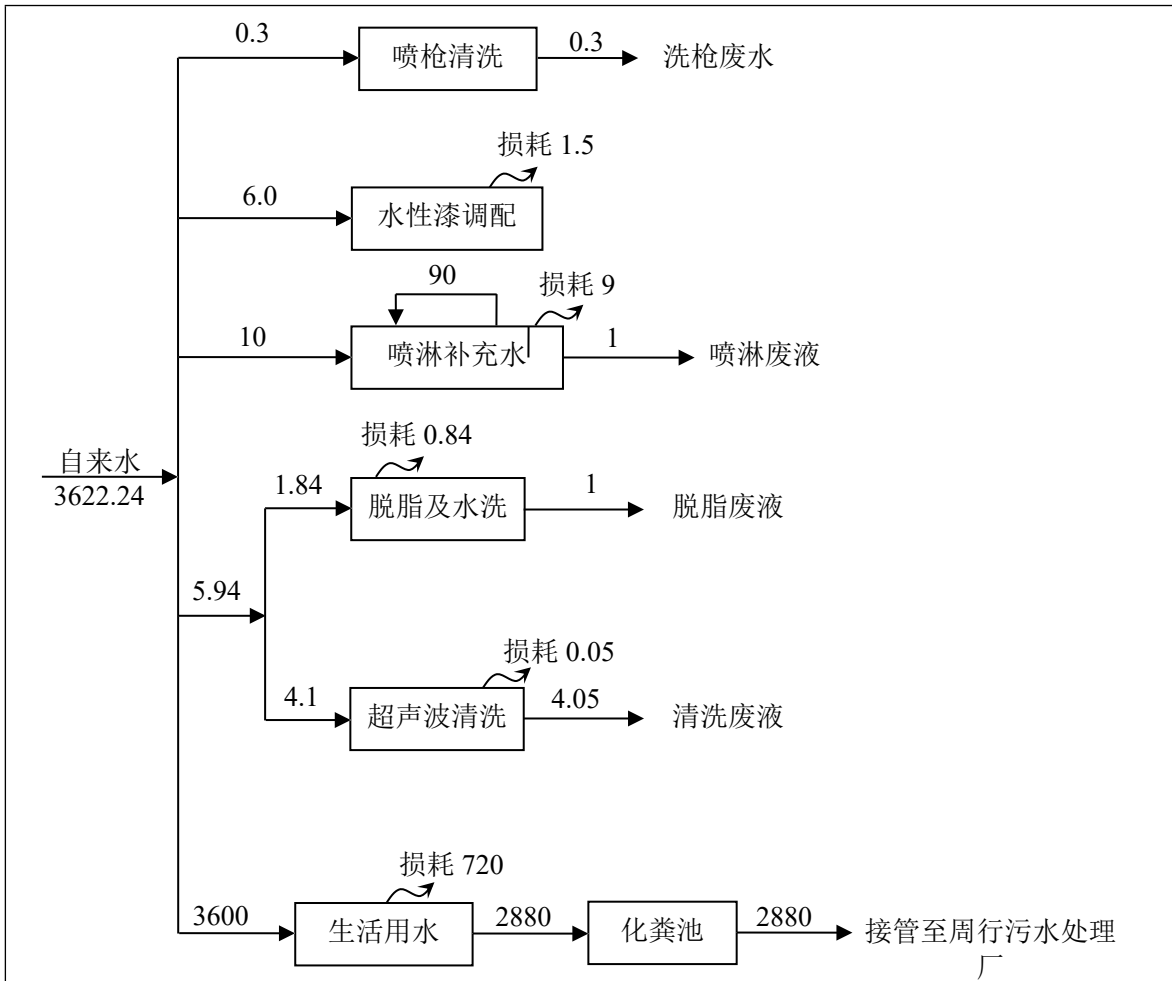 0.3
喷枪清洗
0.3
洗枪废水
损耗 1.5
6.0
水性漆调配
90
损耗 9
10
喷淋补充水
1
喷淋废液
自来水
3622.24
损耗 0.84
1.84
脱脂及水洗
1
脱脂废液
5.94
损耗 0.05
4.1
超声波清洗
4.05
清洗废液
损耗 720
3600
生活用水
2880
化粪池
2880
接管至周行污水处理
厂